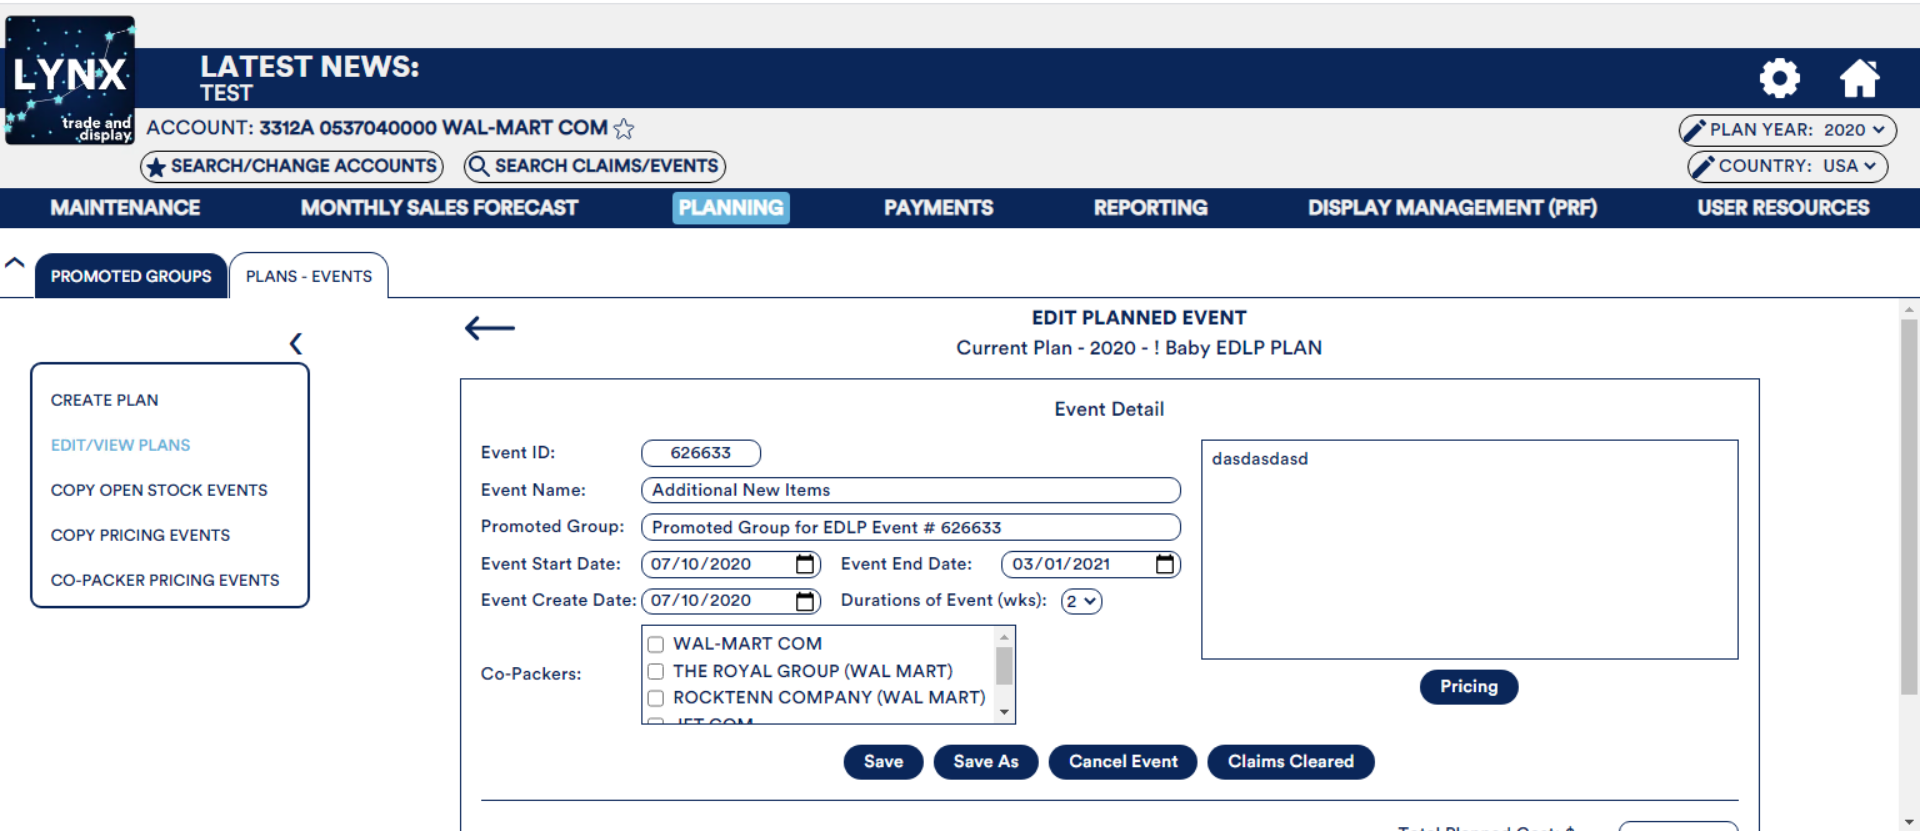 LYNX
trade and
display
LATEST NEWS:
TEST
ACCOUNT: 3312A 0537040000 WAL-MART COM
SEARCH/CHANGE ACCOUNTS
SEARCH CLAIMS/EVENTS
PLAN YEAR: 2020
COUNTRY: USA
MAINTENANCE MONTHLY SALES FORECAST PLANNING PAYMENTS REPORTING DISPLAY MANAGEMENT (PRF) USER RESOURCES
PROMOTED GROUPS PLANS - EVENTS
CREATE PLAN
EDIT/VIEW PLANS
COPY OPEN STOCK EVENTS
COPY PRICING EVENTS
CO-PACKER PRICING EVENTS
EDIT PLANNED EVENT
Current Plan - 2020 - ! Baby EDLP PLAN
Event Detail
Event ID: 626633
Event Name: Additional New Items
Promoted Group: Promoted Group for EDLP Event # 626633
Event Start Date: 07/10/2020 Event End Date: 03/01/2021
Event Create Date: 07/10/2020 Durations of Event (wks): 2
Co-Packers:
WAL-MART COM
THE ROYAL GROUP (WAL MART)
ROCKTENN COMPANY (WAL MART)
JET COM
dasdasdasd
Pricing
Save Save As Cancel Event Claims Cleared
Total Planned Cost: $